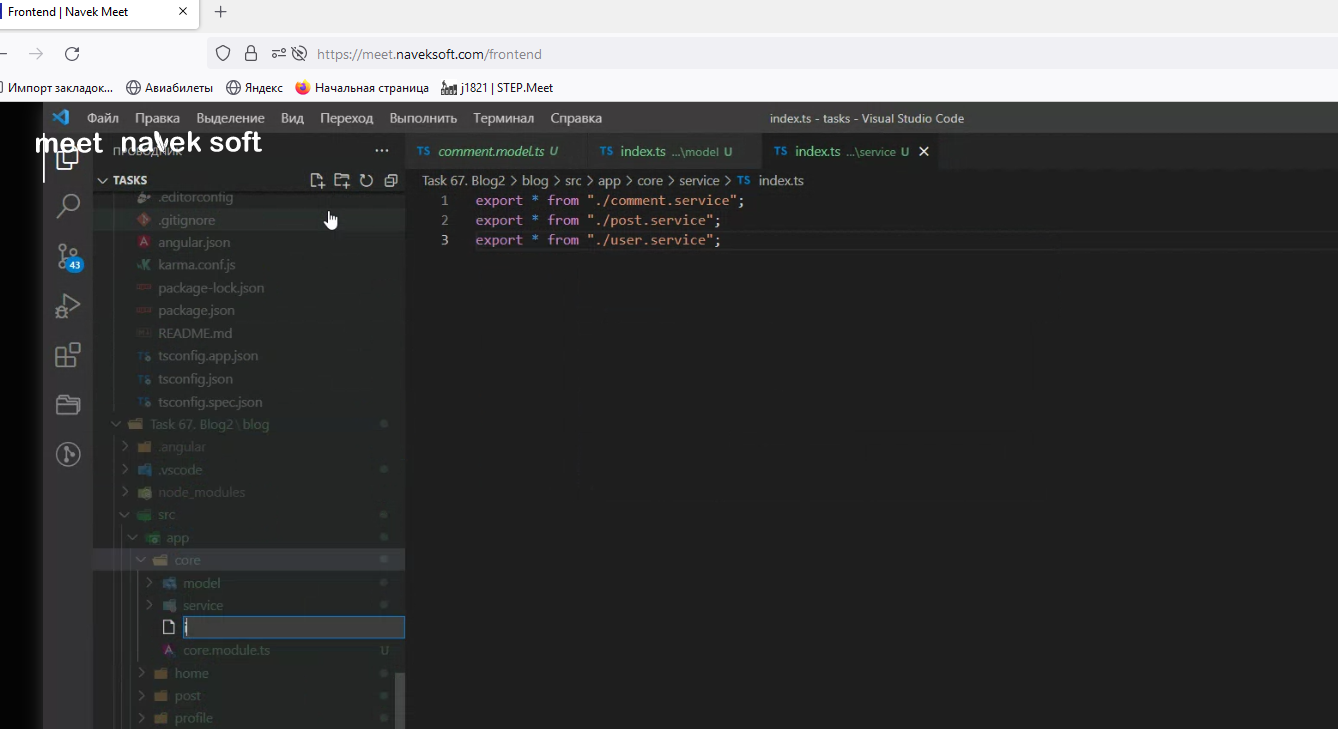 Frontend | Navek Meet
https://meet.naveksoft.com/frontend
Импорт закладок... Авиабилеты Яндекс Начальная страница j1821 | STEP.Meet
Файл Правка Выделение Вид Переход Выполнить Терминал Справка index.ts - tasks - Visual Studio Code
meet navek soft
ПРОВОДНИК ...
TS comment.model.ts U TS index.ts ...\model U TS index.ts ...\service U
TASKS
Task 67. Blog2 > blog > src > app > core > service > TS index.ts
1 export * from "./comment.service";
2 export * from "./post.service";
3 export * from "./user.service";
.editorconfig
.gitignore
angular.json
karma.conf.js
package-lock.json
package.json
README.md
tsconfig.app.json
tsconfig.json
tsconfig.spec.json
43
Task 67. Blog2 \ blog
.angular
.vscode
node_modules
src
app
core
model
service
i
core.module.ts U
home
post
profile